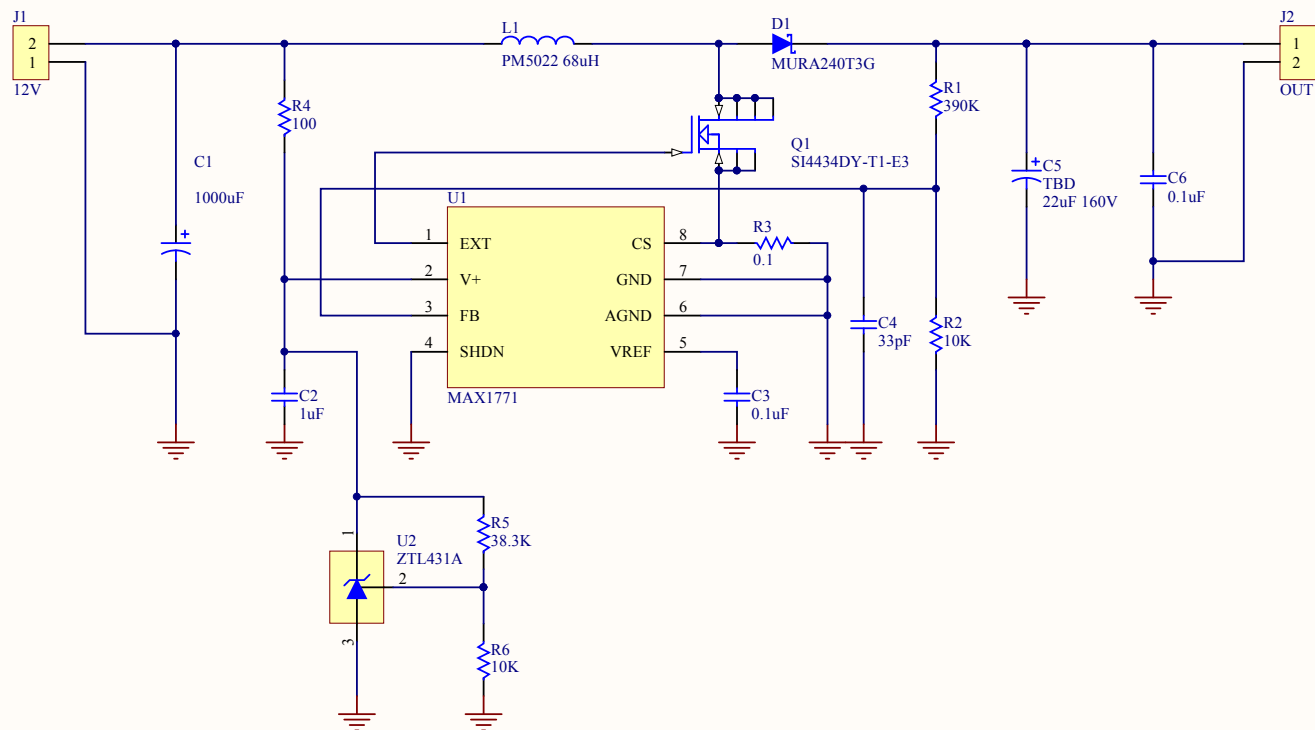 J1
2
1
12V
C1
1000uF
R4
100
L1
PM5022 68uH
D1
MURA240T3G
Q1
SI4434DY-T1-E3
R1
390K
C5
TBD
22uF 160V
C6
0.1uF
J2
1
2
OUT
U1
1 EXT
2 V+
3 FB
4 SHDN
CS 8
GND 7
AGND 6
VREF 5
MAX1771
R3
0.1
C2
1uF
C3
0.1uF
C4
33pF
R2
10K
U2
ZTL431A
1
2
3
R5
38.3K
R6
10K